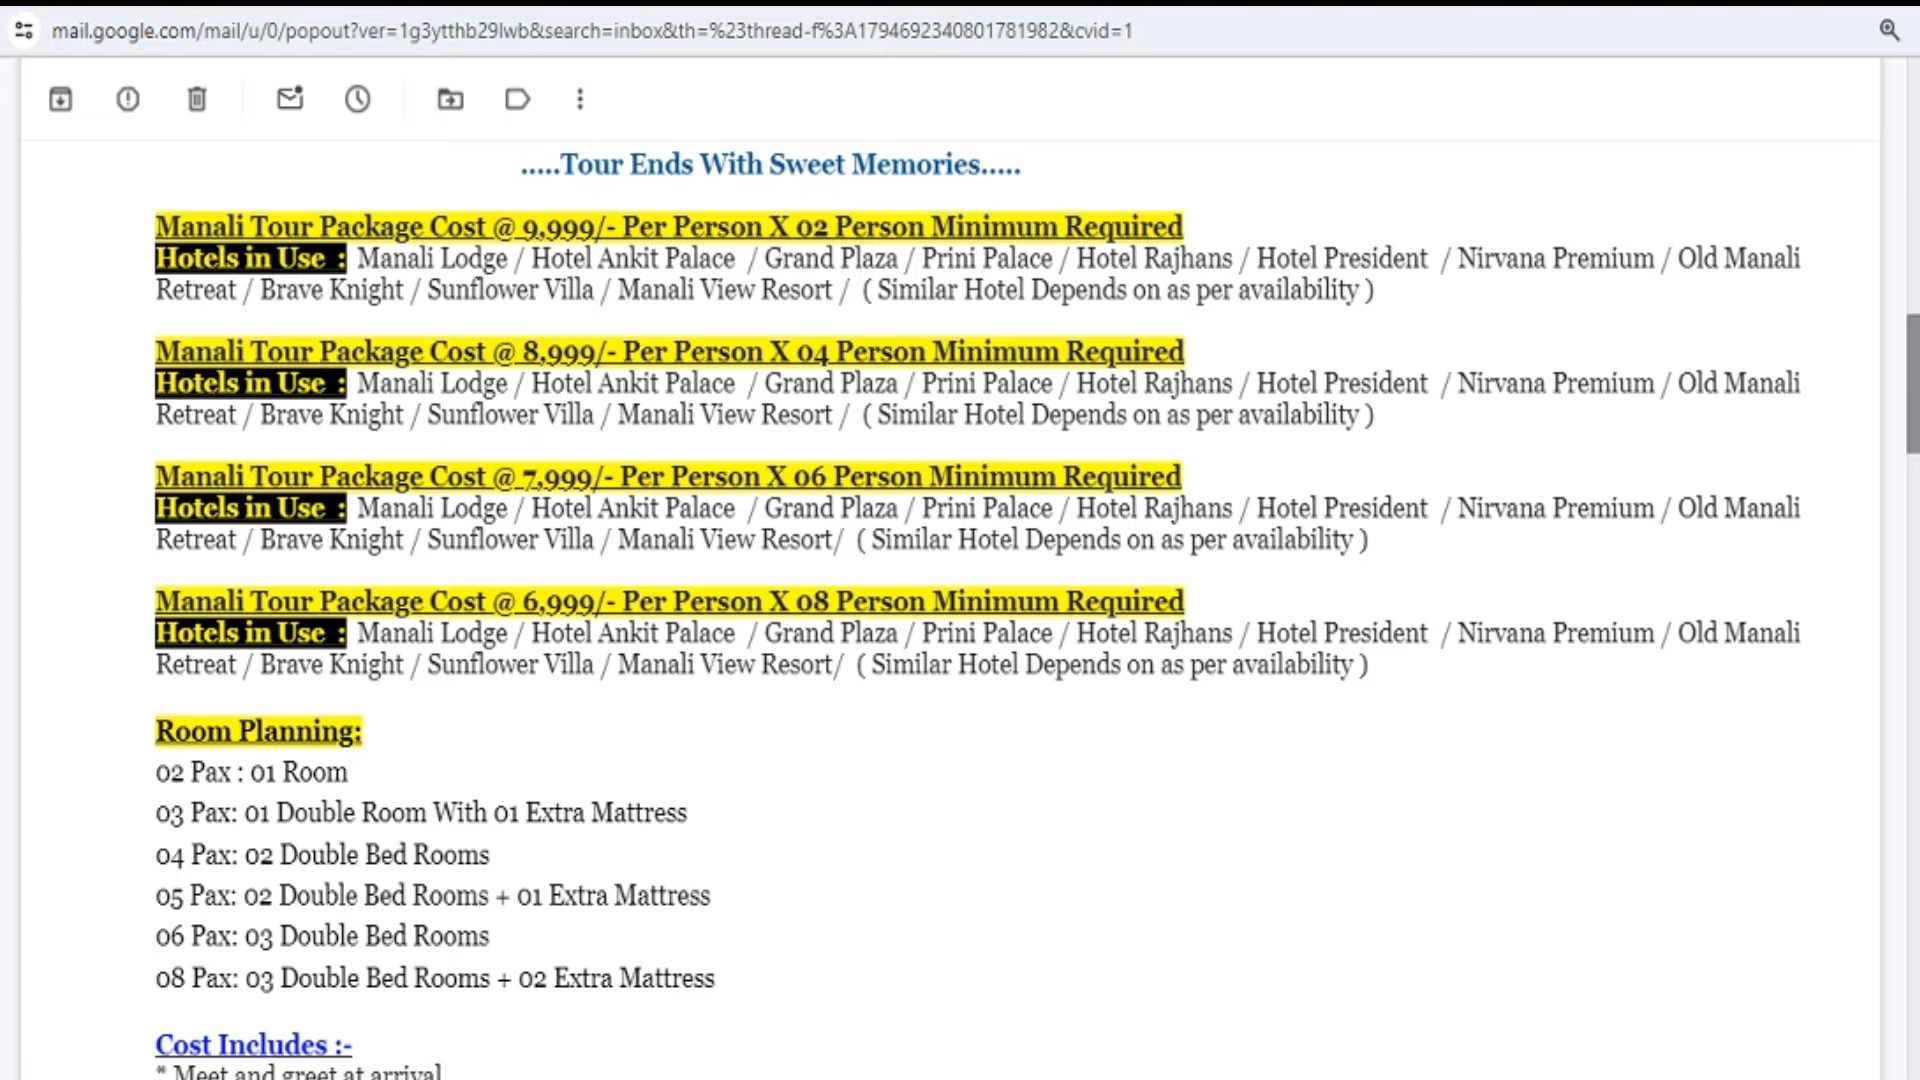 mail.google.com/mail/u/0/popout?ver=1g3ytthb29lwb&search=inbox&th=%23thread-f%3A1794692340801781982&cvid=1
.....Tour Ends With Sweet Memories.....
Manali Tour Package Cost @ 9,999/- Per Person X 02 Person Minimum Required
Hotels in Use : Manali Lodge / Hotel Ankit Palace / Grand Plaza / Prini Palace / Hotel Rajhans / Hotel President / Nirvana Premium / Old Manali
Retreat / Brave Knight / Sunflower Villa / Manali View Resort / ( Similar Hotel Depends on as per availability )
Manali Tour Package Cost @ 8,999/- Per Person X 04 Person Minimum Required
Hotels in Use : Manali Lodge / Hotel Ankit Palace / Grand Plaza / Prini Palace / Hotel Rajhans / Hotel President / Nirvana Premium / Old Manali
Retreat / Brave Knight / Sunflower Villa / Manali View Resort / ( Similar Hotel Depends on as per availability )
Manali Tour Package Cost @ 7,999/- Per Person X 06 Person Minimum Required
Hotels in Use : Manali Lodge / Hotel Ankit Palace / Grand Plaza / Prini Palace / Hotel Rajhans / Hotel President / Nirvana Premium / Old Manali
Retreat / Brave Knight / Sunflower Villa / Manali View Resort/ ( Similar Hotel Depends on as per availability )
Manali Tour Package Cost @ 6,999/- Per Person X 08 Person Minimum Required
Hotels in Use : Manali Lodge / Hotel Ankit Palace / Grand Plaza / Prini Palace / Hotel Rajhans / Hotel President / Nirvana Premium / Old Manali
Retreat / Brave Knight / Sunflower Villa / Manali View Resort/ ( Similar Hotel Depends on as per availability )
Room Planning:
02 Pax : 01 Room
03 Pax: 01 Double Room With 01 Extra Mattress
04 Pax: 02 Double Bed Rooms
05 Pax: 02 Double Bed Rooms + 01 Extra Mattress
06 Pax: 03 Double Bed Rooms
08 Pax: 03 Double Bed Rooms + 02 Extra Mattress
Cost Includes :-
* Meet and greet at arrival